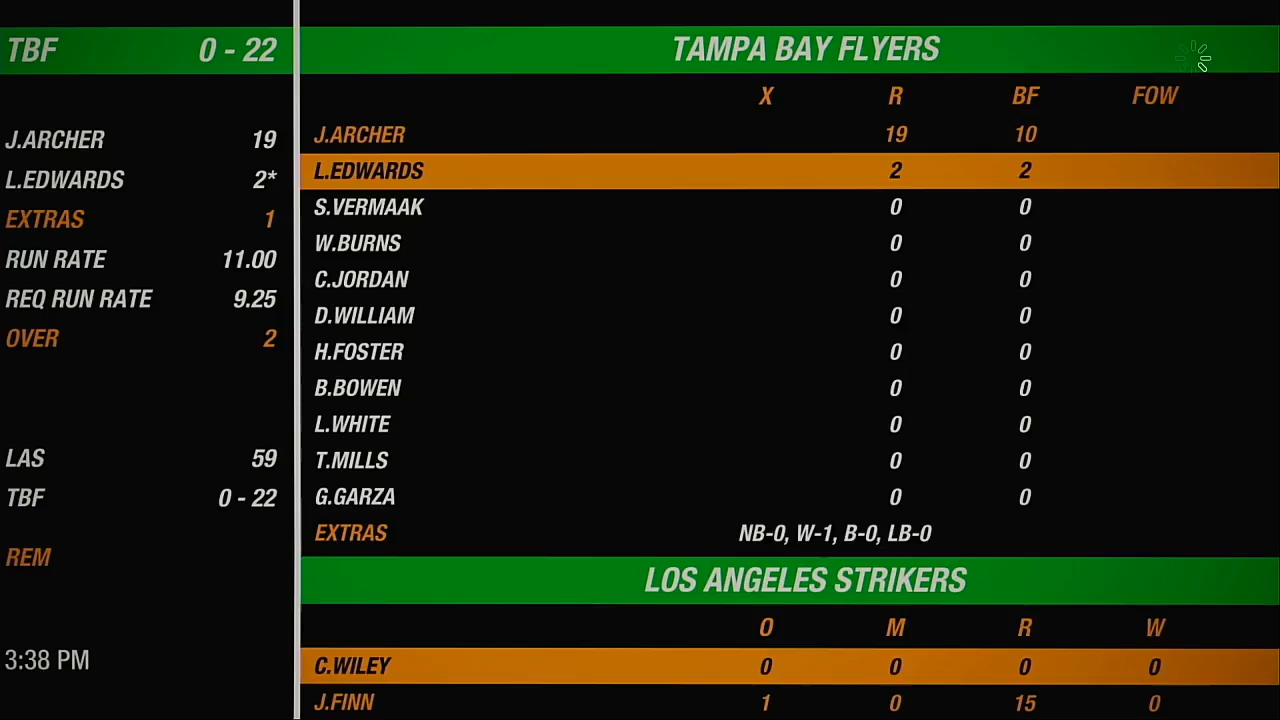 TBF 0 - 22
J.ARCHER 19
L.EDWARDS 2*
EXTRAS 1
RUN RATE 11.00
REQ RUN RATE 9.25
OVER 2
LAS 59
TBF 0 - 22
REM
3:38 PM
TAMPA BAY FLYERS
X R BF FOW
J.ARCHER 19 10
L.EDWARDS 2 2
S.VERMAAK 0 0
W.BURNS 0 0
C.JORDAN 0 0
D.WILLIAM 0 0
H.FOSTER 0 0
B.BOWEN 0 0
L.WHITE 0 0
T.MILLS 0 0
G.GARZA 0 0
EXTRAS NB-0, W-1, B-0, LB-0
LOS ANGELES STRIKERS
O M R W
C.WILEY 0 0 0 0
J.FINN 1 0 15 0